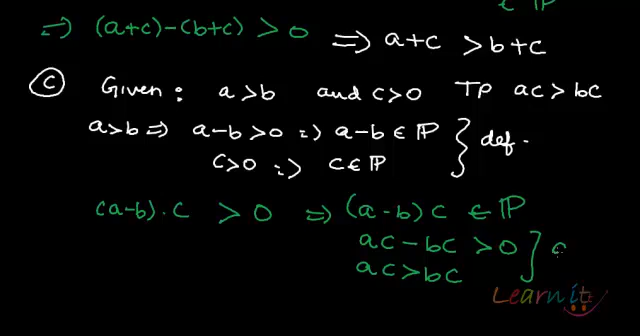 ∈ ℙ
⇒ (a+c)-(b+c) > 0 ⇒ a+c > b+c
(c) Given : a>b and c>0 TP ac > bc
a>b ⇒ a-b>0 ⇒ a-b ∈ ℙ } def.
c>0 ⇒ c ∈ ℙ
(a-b).c > 0 ⇒ (a-b)c ∈ ℙ
ac-bc >0 }
ac>bc
Learnit